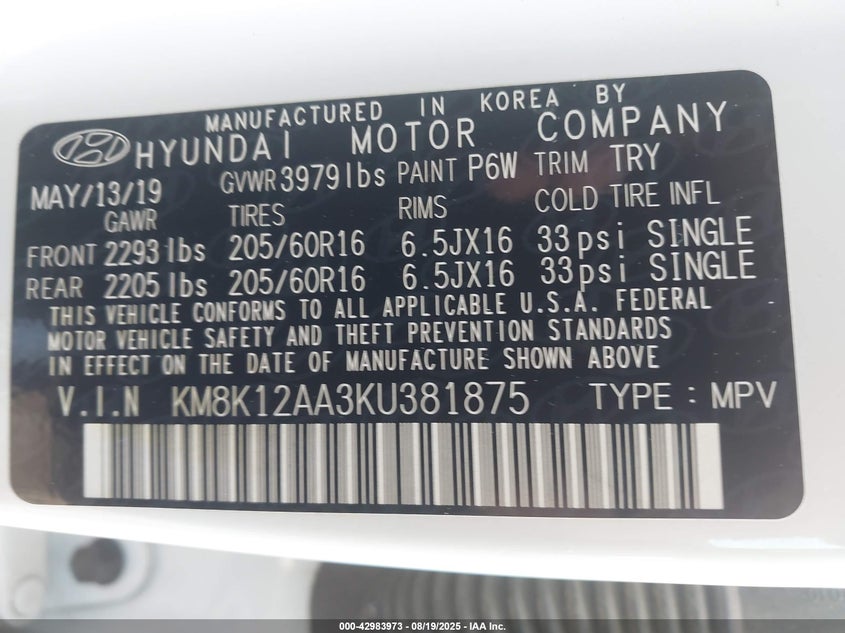 MANUFACTURED IN KOREA BY
HYUNDAI MOTOR COMPANY
MAY/13/19 GVWR 3979 lbs PAINT P6W TRIM TRY
GAWR TIRES RIMS COLD TIRE INFL
FRONT 2293 lbs 205/60R16 6.5JX16 33psi SINGLE
REAR 2205 lbs 205/60R16 6.5JX16 33psi SINGLE
THIS VEHICLE CONFORMS TO ALL APPLICABLE U.S.A. FEDERAL
MOTOR VEHICLE SAFETY AND THEFT PREVENTION STANDARDS
IN EFFECT ON THE DATE OF MANUFACTURE SHOWN ABOVE
V.I.N KM8K12AA3KU381875 TYPE : MPV
000-42983973 - 08/19/2025 - IAA Inc.